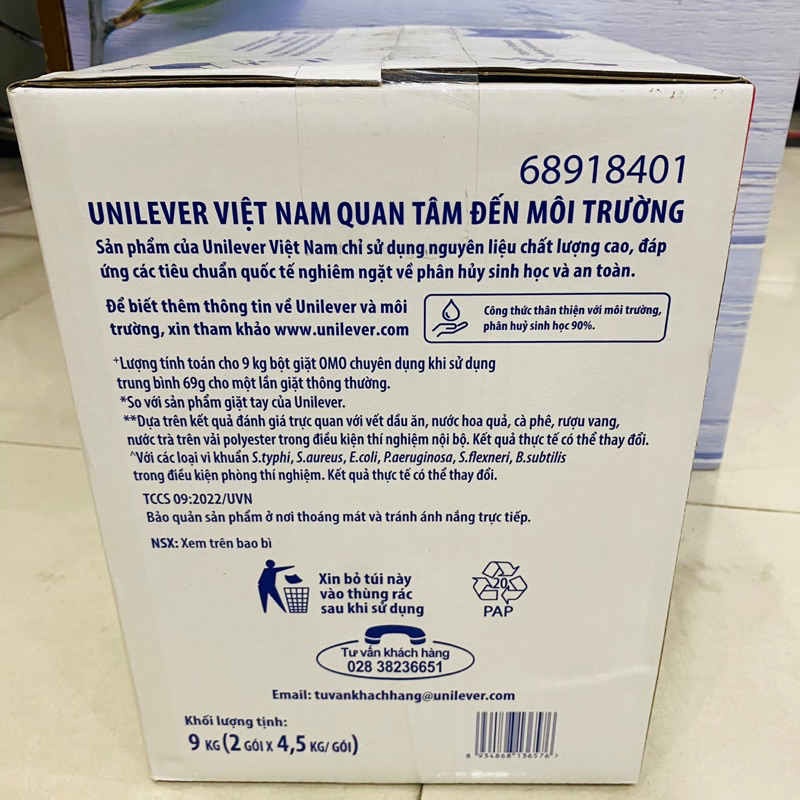 68918401
UNILEVER VIỆT NAM QUAN TÂM ĐẾN MÔI TRƯỜNG
Sản phẩm của Unilever Việt Nam chỉ sử dụng nguyên liệu chất lượng cao, đáp
ứng các tiêu chuẩn quốc tế nghiêm ngặt về phân hủy sinh học và an toàn.
Để biết thêm thông tin về Unilever và môi
trường, xin tham khảo www.unilever.com
Công thức thân thiện với môi trường,
phân huỷ sinh học 90%.
+Lượng tính toán cho 9 kg bột giặt OMO chuyên dụng khi sử dụng
trung bình 69g cho một lần giặt thông thường.
*So với sản phẩm giặt tay của Unilever.
**Dựa trên kết quả đánh giá trực quan với vết dầu ăn, nước hoa quả, cà phê, rượu vang,
nước trà trên vải polyester trong điều kiện thí nghiệm nội bộ. Kết quả thực tế có thể thay đổi.
^Với các loại vi khuẩn S.typhi, S.aureus, E.coli, P.aeruginosa, S.flexneri, B.subtilis
trong điều kiện phòng thí nghiệm. Kết quả thực tế có thể thay đổi.
TCCS 09:2022/UVN
Bảo quản sản phẩm ở nơi thoáng mát và tránh ánh nắng trực tiếp.
NSX: Xem trên bao bì
Xin bỏ túi này
vào thùng rác
sau khi sử dụng
20
PAP
Tư vấn khách hàng
028 38236651
Email: tuvankhachhang@unilever.com
Khối lượng tịnh:
9 KG (2 GÓI X 4,5 KG/ GÓI)
8 934868 136576 >